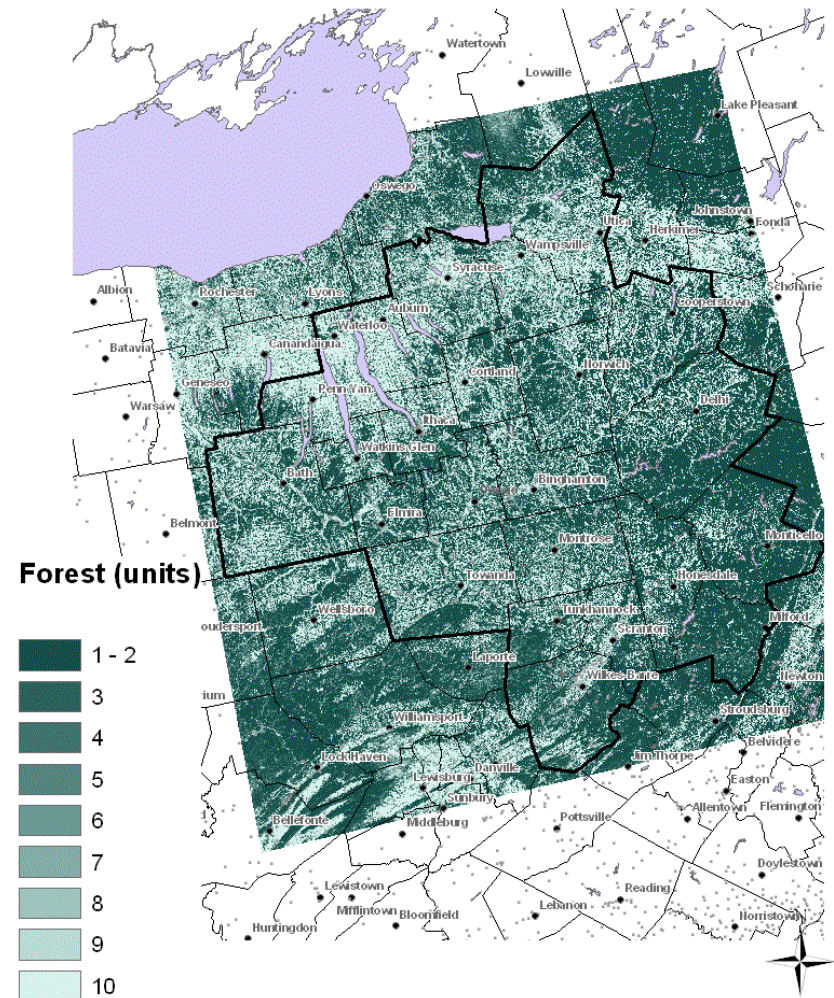 Watertown
Lowville
Lake Pleasant
Oswego
Johnstown
Fonda
Utica
Herkimer
Wampsville
Syracuse
Schoharie
Albion
Rochester
Lyons
Auburn
Cooperstown
Waterloo
Batavia
Canandaigua
Geneseo
Penn Yan
Cortland
Norwich
Warsaw
Delhi
Ithaca
Watkins Glen
Bath
Binghamton
Elmira
Belmont
Montrose
Monticello
Forest (units)
Towanda
Honesdale
Wellsboro
Tunkhannock
Milford
oudersport
Scranton
Laporte
Wilkes-Barre
Newton
rium
Williamsport
Stroudsburg
Lock Haven
Danville
Jim Thorpe
Belvidere
Lewisburg
Easton
Sunbury
Bellefonte
Middleburg
Pottsville
Allentown
Flemington
Doylestown
Lewistown
Reading
Mifflintown
Bloomfield
Lebanon
Norristown
Huntingdon
1 - 2
3
4
5
6
7
8
9
10